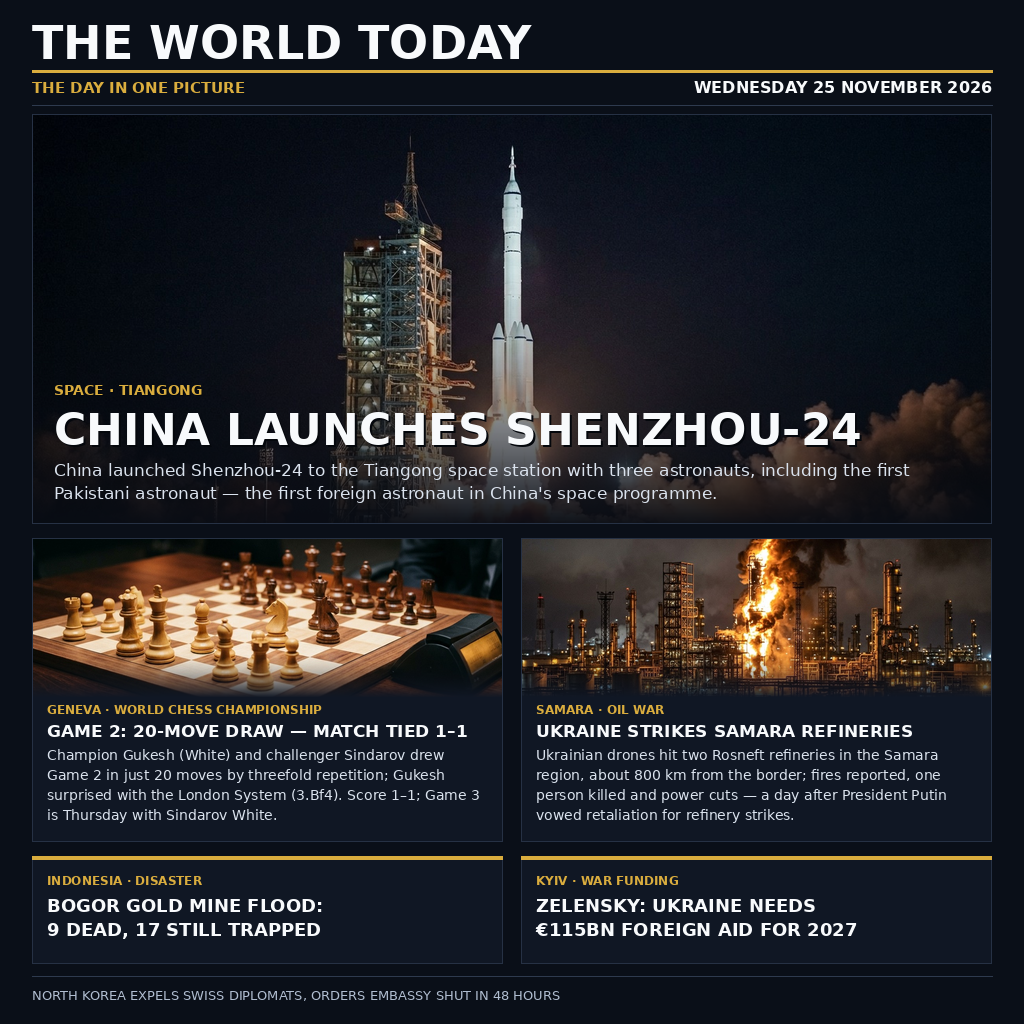 THE WORLD TODAY
THE DAY IN ONE PICTURE
WEDNESDAY 25 NOVEMBER 2026
SPACE · TIANGONG
CHINA LAUNCHES SHENZHOU-24
China launched Shenzhou-24 to the Tiangong space station with three astronauts, including the first
Pakistani astronaut — the first foreign astronaut in China's space programme.
GENEVA · WORLD CHESS CHAMPIONSHIP
GAME 2: 20-MOVE DRAW — MATCH TIED 1–1
Champion Gukesh (White) and challenger Sindarov drew
Game 2 in just 20 moves by threefold repetition; Gukesh
surprised with the London System (3.Bf4). Score 1–1; Game 3
is Thursday with Sindarov White.
SAMARA · OIL WAR
UKRAINE STRIKES SAMARA REFINERIES
Ukrainian drones hit two Rosneft refineries in the Samara
region, about 800 km from the border; fires reported, one
person killed and power cuts — a day after President Putin
vowed retaliation for refinery strikes.
INDONESIA · DISASTER
BOGOR GOLD MINE FLOOD:
9 DEAD, 17 STILL TRAPPED
KYIV · WAR FUNDING
ZELENSKY: UKRAINE NEEDS
€115BN FOREIGN AID FOR 2027
NORTH KOREA EXPELS SWISS DIPLOMATS, ORDERS EMBASSY SHUT IN 48 HOURS